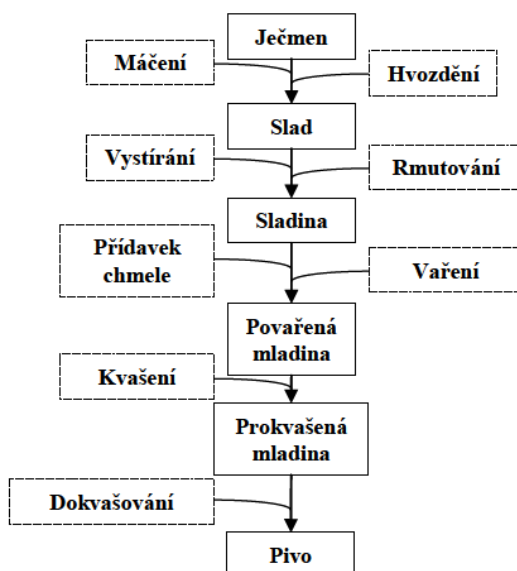 Ječmen
Máčení
Hvozdění
Slad
Vystírání
Rmutování
Sladina
Přídavek
chmele
Vaření
Povařená
mladina
Kvašení
Prokvašená
mladina
Dokvašování
Pivo